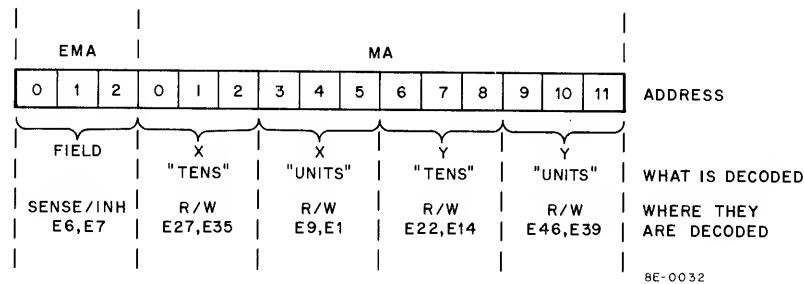 EMA MA
0 1 2 0 1 2 3 4 5 6 7 8 9 10 11 ADDRESS
FIELD X X Y Y
"TENS" "UNITS" "TENS" "UNITS" WHAT IS DECODED
SENSE/INH R/W R/W R/W R/W WHERE THEY
E6,E7 E27,E35 E9,E1 E22,E14 E46,E39 ARE DECODED
8E-0032